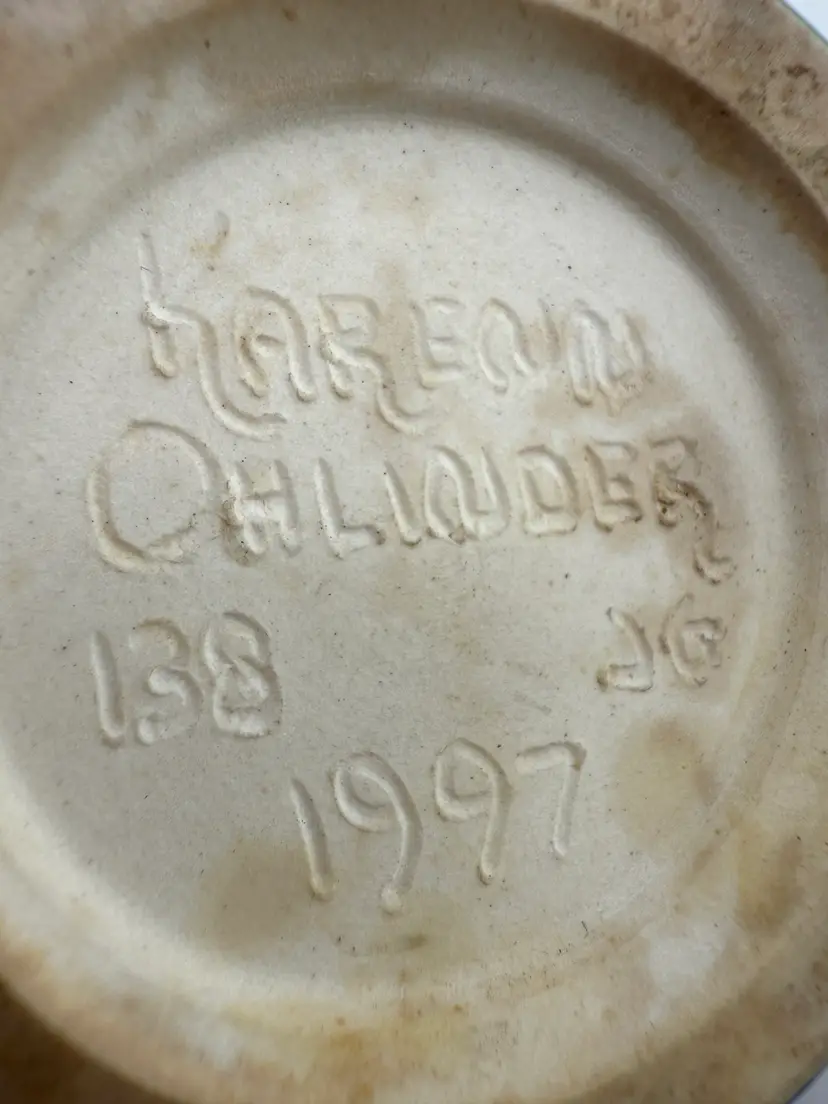 KAREN
OHLINDER
138 JG
1997